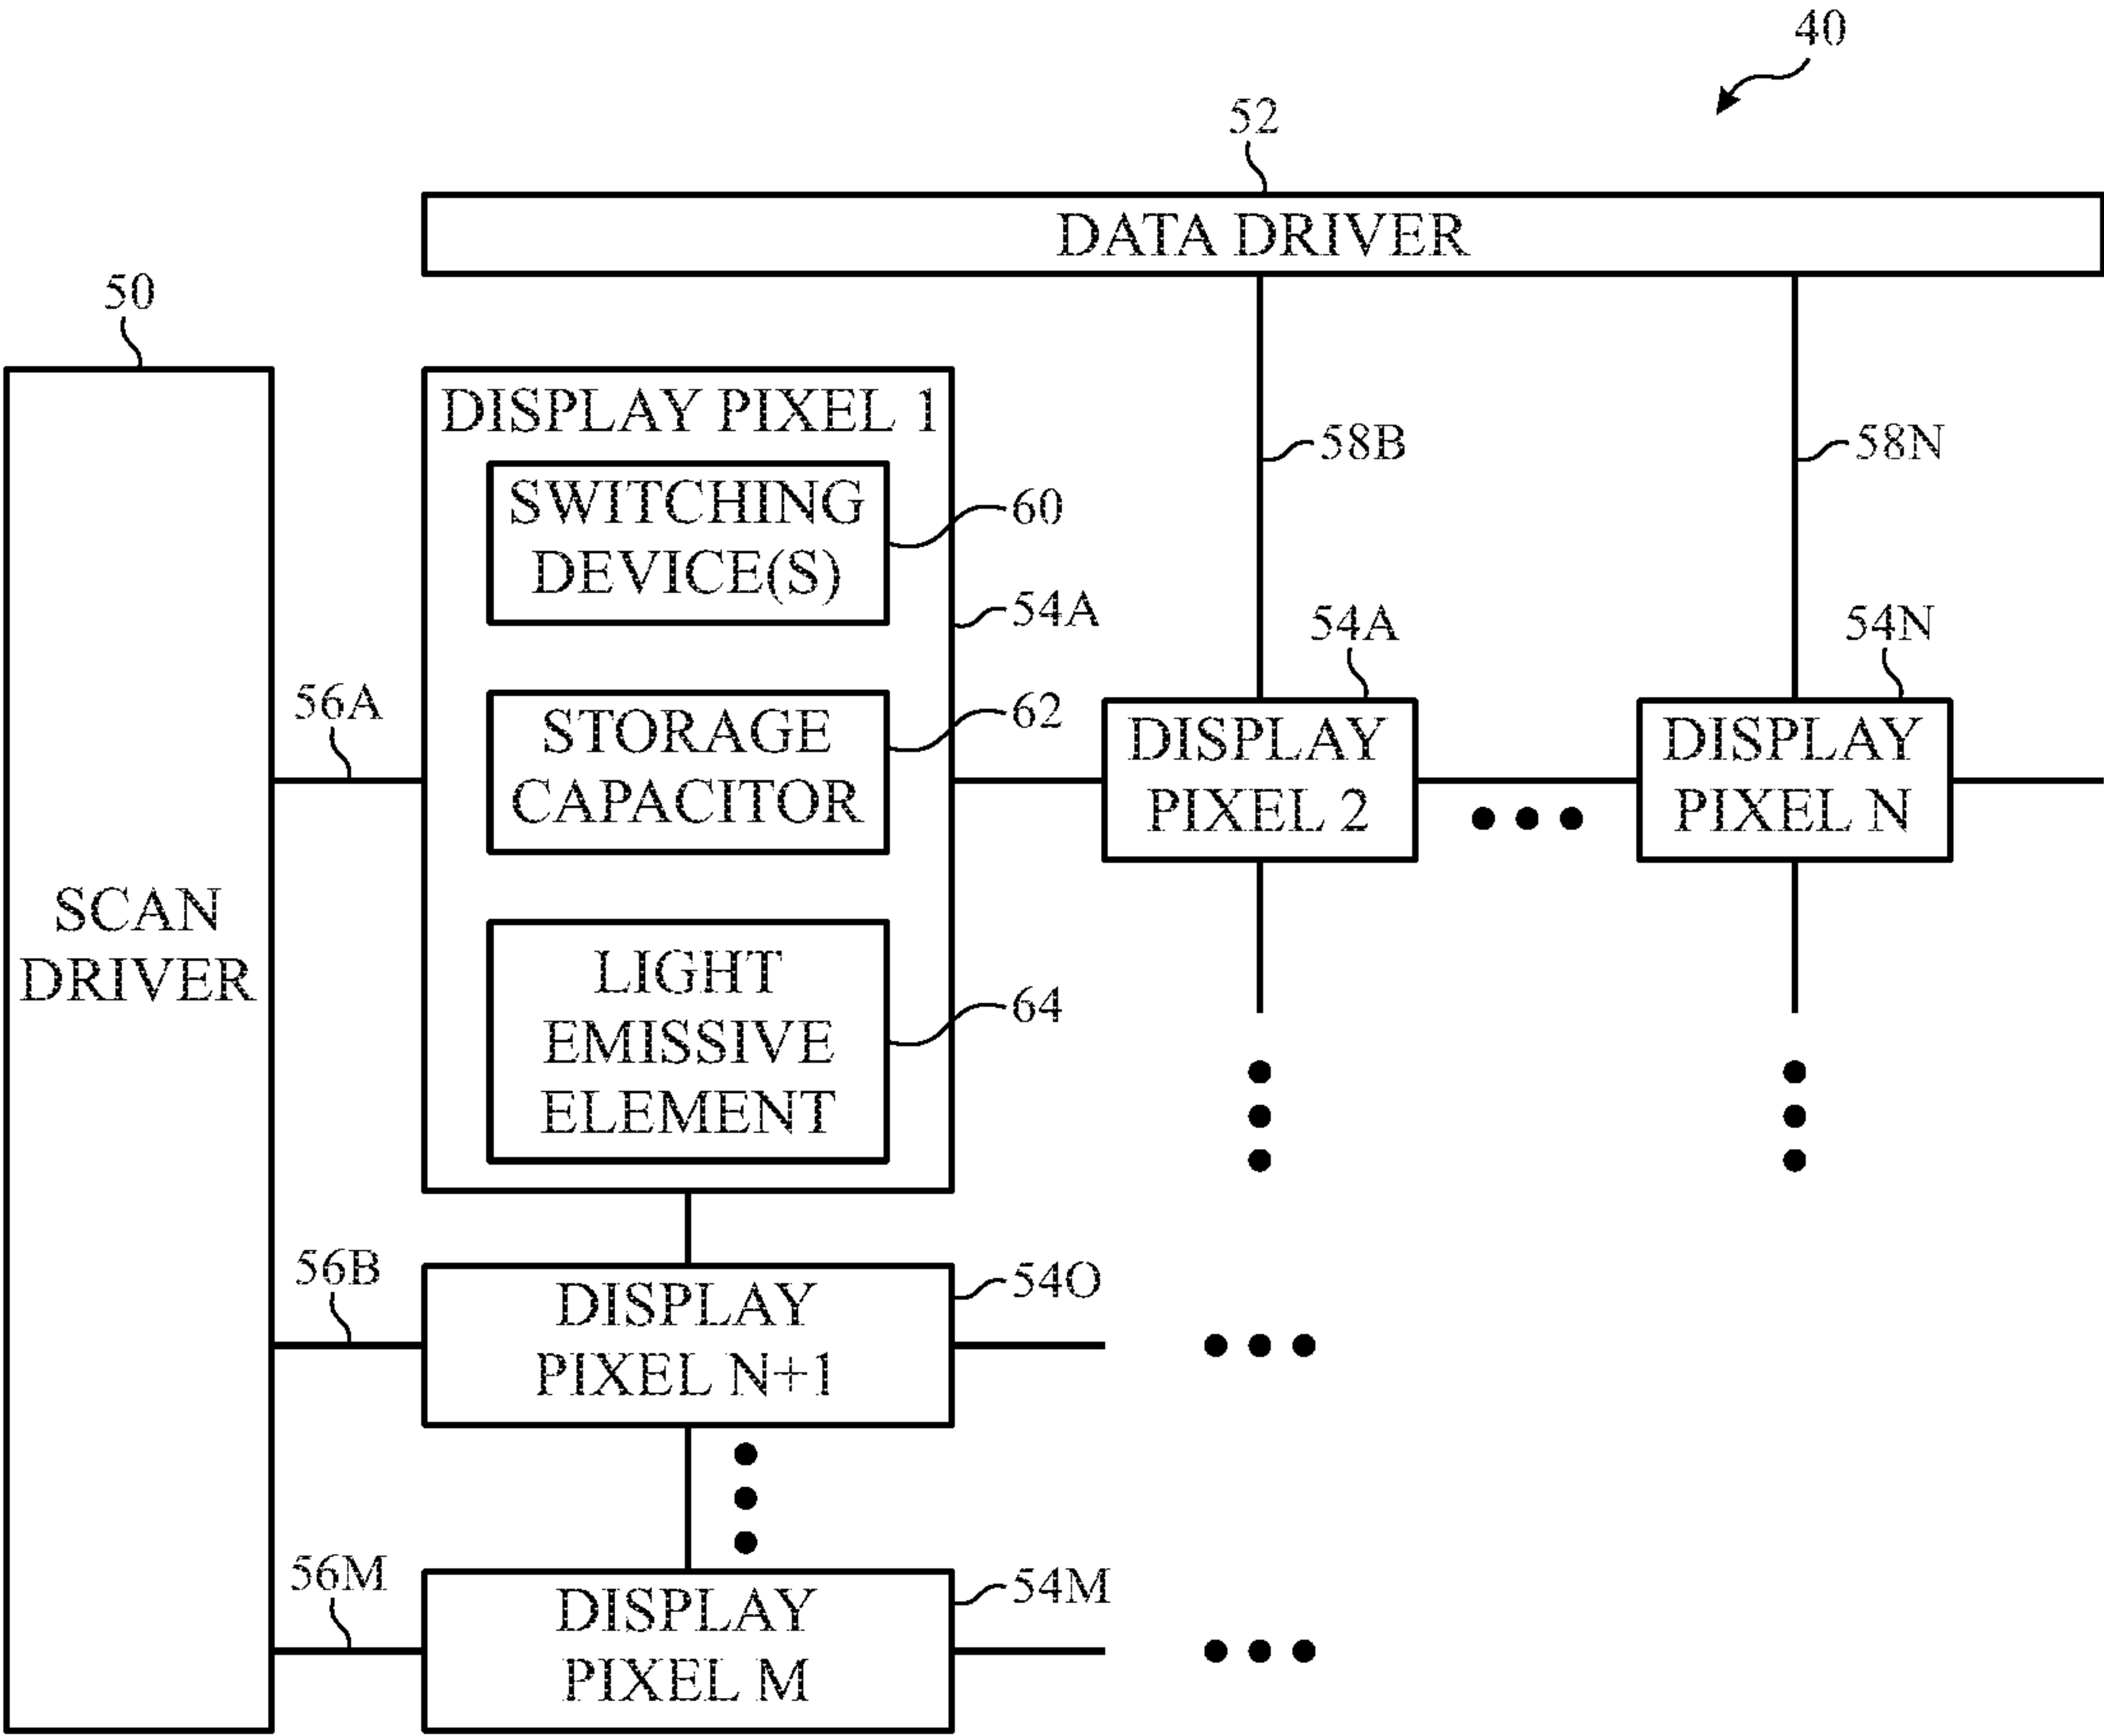 40
52
DATA DRIVER
50
DISPLAY PIXEL 1
58B
58N
SWITCHING
DEVICE(S)
60
54A
54A
54N
56A
STORAGE
CAPACITOR
62
DISPLAY
PIXEL 2
DISPLAY
PIXEL N
SCAN
DRIVER
LIGHT
EMISSIVE
ELEMENT
64
56B
DISPLAY
PIXEL N+1
54O
56M
DISPLAY
PIXEL M
54M